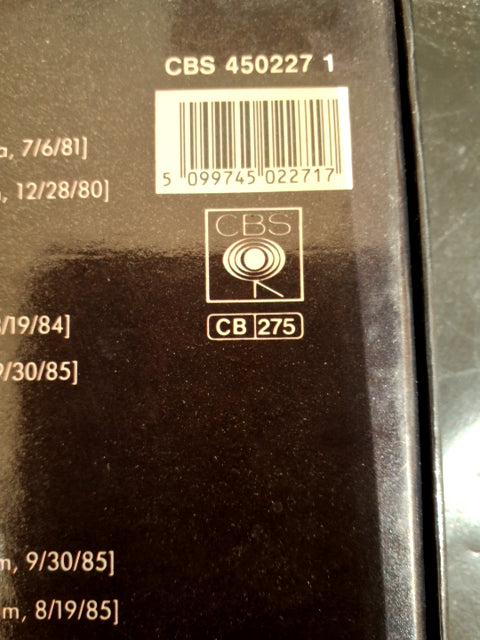 CBS 450227 1
5 099745 022717
a, 7/6/81]
, 12/28/80]
CBS
CB 275
/19/84]
9/30/85]
m, 9/30/85]
m, 8/19/85]